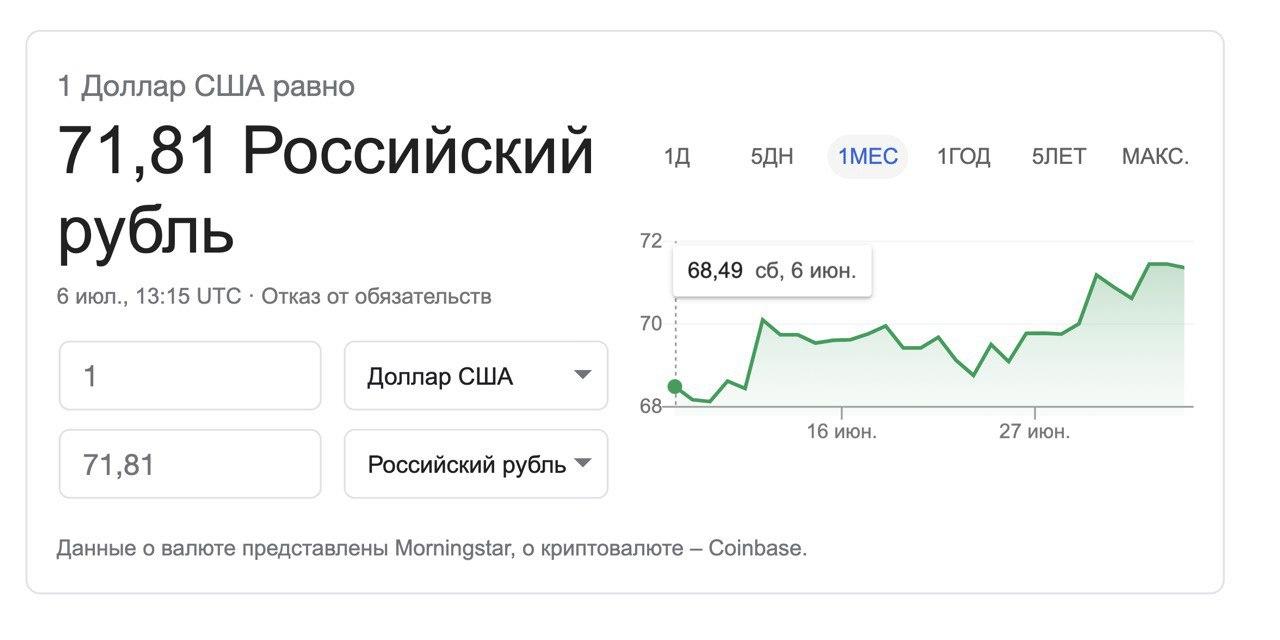 1 Доллар США равно
71,81 Российский
рубль
6 июл., 13:15 UTC · Отказ от обязательств
1
Доллар США
71,81
Российский рубль
1Д 5ДН 1МЕС 1ГОД 5ЛЕТ МАКС.
72
68,49 сб, 6 июн.
70
68
16 июн. 27 июн.
Данные о валюте представлены Morningstar, о криптовалюте – Coinbase.